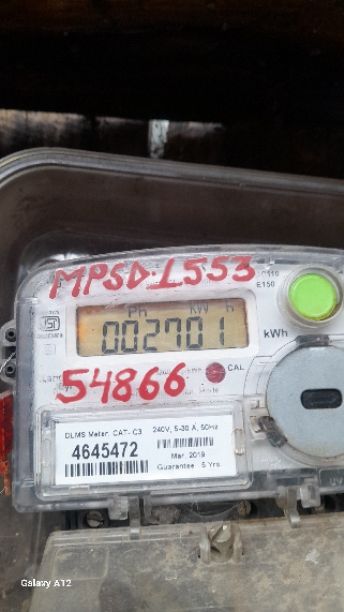 MPSD.L553
E150
Ph kW h
002701
kWh
CAL
54866
DLMS Meter. CAT- C3 240V, 5-30 A, 50Hz
4645472
Mar. 2019
Guarantee 5 Yrs.
Galaxy A12